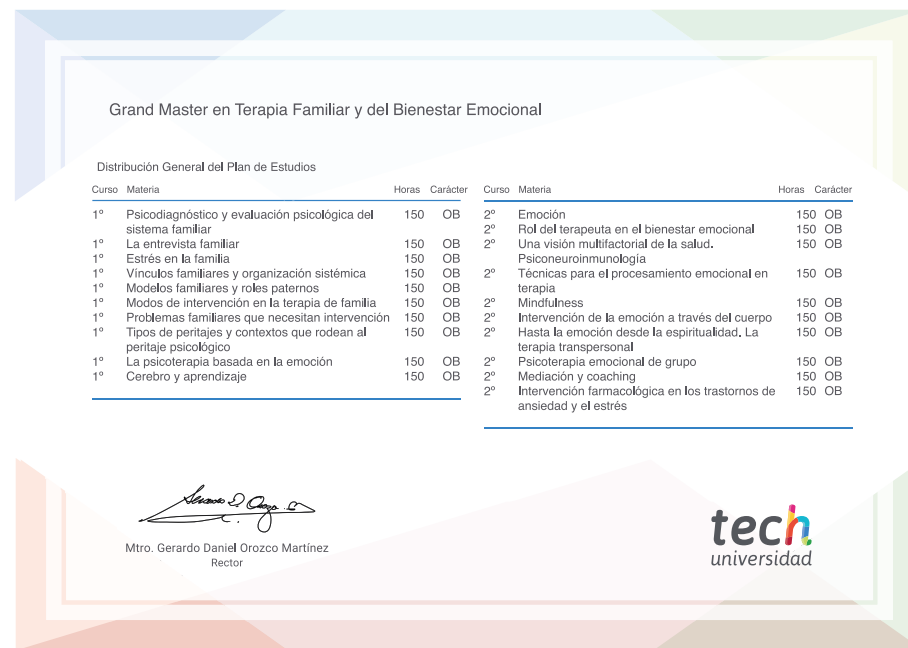 Grand Master en Terapia Familiar y del Bienestar Emocional
Distribución General del Plan de Estudios
Curso Materia Horas Carácter
1º Psicodiagnóstico y evaluación psicológica del 150 OB
sistema familiar
1º La entrevista familiar 150 OB
1º Estrés en la familia 150 OB
1º Vínculos familiares y organización sistémica 150 OB
1º Modelos familiares y roles paternos 150 OB
1º Modos de intervención en la terapia de familia 150 OB
1º Problemas familiares que necesitan intervención 150 OB
1º Tipos de peritajes y contextos que rodean al 150 OB
peritaje psicológico
1º La psicoterapia basada en la emoción 150 OB
1º Cerebro y aprendizaje 150 OB
Curso Materia Horas Carácter
2º Emoción 150 OB
2º Rol del terapeuta en el bienestar emocional 150 OB
2º Una visión multifactorial de la salud. 150 OB
Psiconeuroinmunología
2º Técnicas para el procesamiento emocional en 150 OB
terapia
2º Mindfulness 150 OB
2º Intervención de la emoción a través del cuerpo 150 OB
2º Hasta la emoción desde la espiritualidad. La 150 OB
terapia transpersonal
2º Psicoterapia emocional de grupo 150 OB
2º Mediación y coaching 150 OB
2º Intervención farmacológica en los trastornos de 150 OB
ansiedad y el estrés
Mtro. Gerardo Daniel Orozco Martínez
Rector
tech
universidad